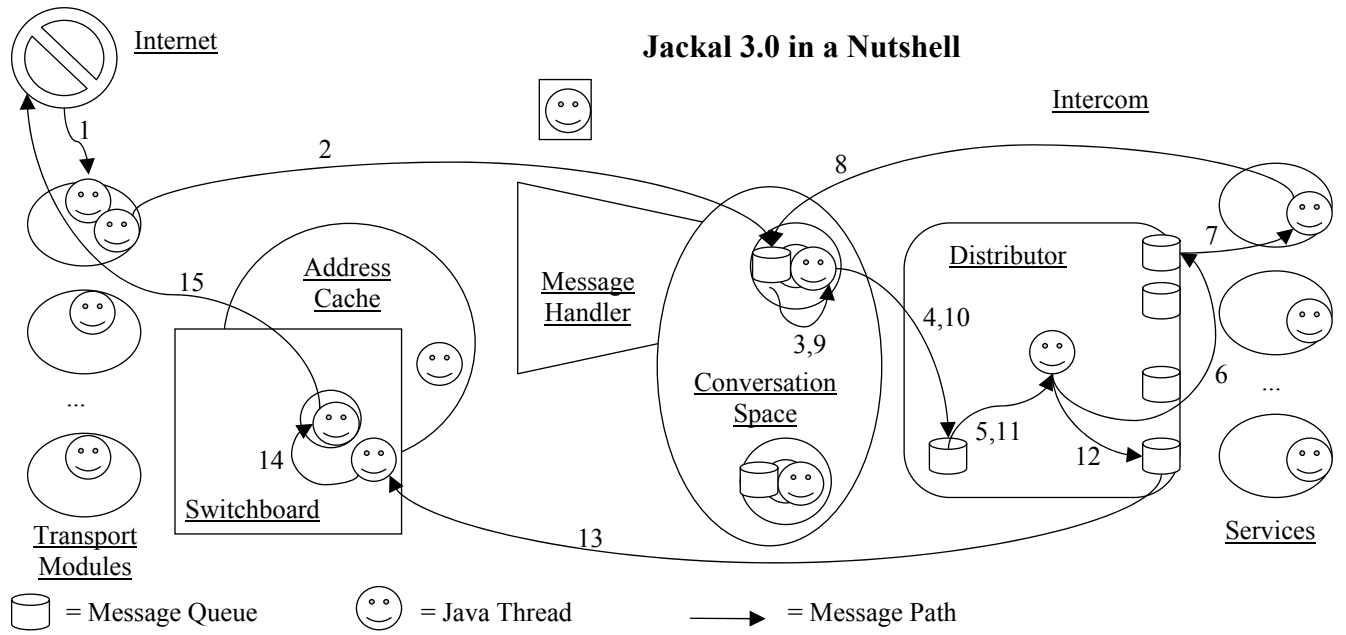 Internet
Jackal 3.0 in a Nutshell
Intercom
1
2
8
7
15
Address
Cache
Message
Handler
Distributor
4,10
3,9
Conversation
Space
6
...
...
5,11
12
14
Switchboard
13
Transport
Modules
Services
= Message Queue
= Java Thread
= Message Path